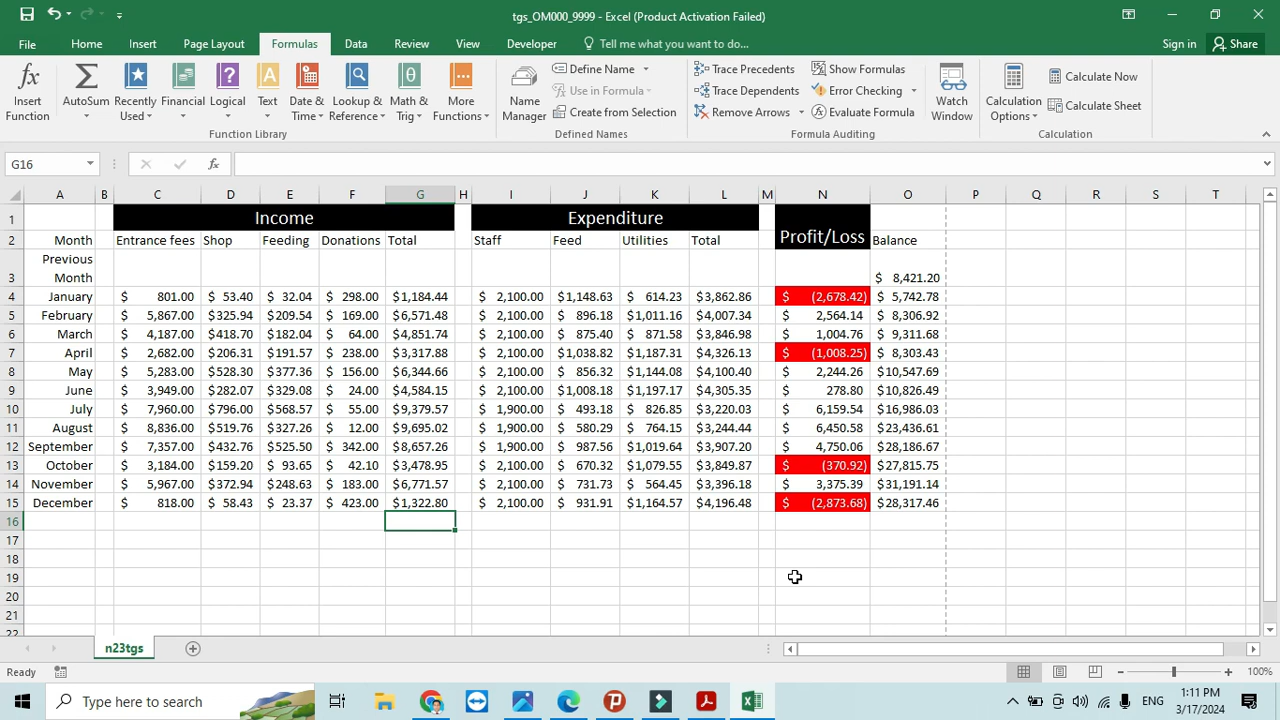 tgs_OM000_9999 - Excel (Product Activation Failed)
File Home Insert Page Layout Formulas Data Review View Developer Tell me what you want to do... Sign in Share
Insert Function
AutoSum
Recently Used
Financial
Logical
Text
Date & Time
Lookup & Reference
Math & Trig
More Functions
Function Library
Name Manager
Define Name
Use in Formula
Create from Selection
Defined Names
Trace Precedents
Trace Dependents
Remove Arrows
Show Formulas
Error Checking
Evaluate Formula
Formula Auditing
Watch Window
Calculation Options
Calculate Now
Calculate Sheet
Calculation
G16 fx
A B C D E F G H I J K L M N O P Q R S T
1 Income Expenditure Profit/Loss
2 Month Entrance fees Shop Feeding Donations Total Staff Feed Utilities Total Balance
3 Previous Month $ 8,421.20
4 January $ 801.00 $ 53.40 $ 32.04 $ 298.00 $1,184.44 $ 2,100.00 $1,148.63 $ 614.23 $3,862.86 $ (2,678.42) $ 5,742.78
5 February $ 5,867.00 $325.94 $209.54 $ 169.00 $6,571.48 $ 2,100.00 $ 896.18 $1,011.16 $4,007.34 $ 2,564.14 $ 8,306.92
6 March $ 4,187.00 $418.70 $182.04 $ 64.00 $4,851.74 $ 2,100.00 $ 875.40 $ 871.58 $3,846.98 $ 1,004.76 $ 9,311.68
7 April $ 2,682.00 $206.31 $191.57 $ 238.00 $3,317.88 $ 2,100.00 $1,038.82 $1,187.31 $4,326.13 $ (1,008.25) $ 8,303.43
8 May $ 5,283.00 $528.30 $377.36 $ 156.00 $6,344.66 $ 2,100.00 $ 856.32 $1,144.08 $4,100.40 $ 2,244.26 $10,547.69
9 June $ 3,949.00 $282.07 $329.08 $ 24.00 $4,584.15 $ 2,100.00 $1,008.18 $1,197.17 $4,305.35 $ 278.80 $10,826.49
10 July $ 7,960.00 $796.00 $568.57 $ 55.00 $9,379.57 $ 1,900.00 $ 493.18 $ 826.85 $3,220.03 $ 6,159.54 $16,986.03
11 August $ 8,836.00 $519.76 $327.26 $ 12.00 $9,695.02 $ 1,900.00 $ 580.29 $ 764.15 $3,244.44 $ 6,450.58 $23,436.61
12 September $ 7,357.00 $432.76 $525.50 $ 342.00 $8,657.26 $ 1,900.00 $ 987.56 $1,019.64 $3,907.20 $ 4,750.06 $28,186.67
13 October $ 3,184.00 $159.20 $ 93.65 $ 42.10 $3,478.95 $ 2,100.00 $ 670.32 $1,079.55 $3,849.87 $ (370.92) $27,815.75
14 November $ 5,967.00 $372.94 $248.63 $ 183.00 $6,771.57 $ 2,100.00 $ 731.73 $ 564.45 $3,396.18 $ 3,375.39 $31,191.14
15 December $ 818.00 $ 58.43 $ 23.37 $ 423.00 $1,322.80 $ 2,100.00 $ 931.91 $1,164.57 $4,196.48 $ (2,873.68) $28,317.46
16
17
18
19
20
21
22
n23tgs
Ready 100%
Type here to search ENG 1:11 PM
3/17/2024